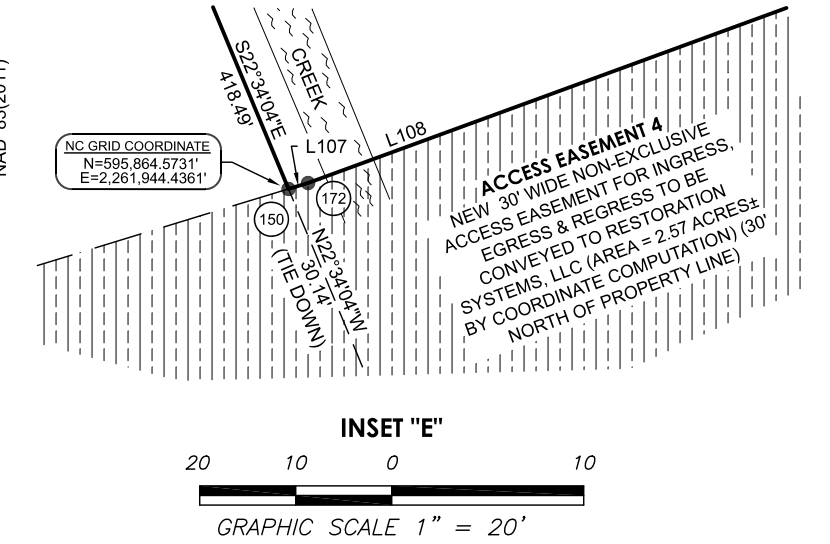 NAD 83(2011)
S22°34'04"E
418.49'
CREEK
L107
L108
NC GRID COORDINATE
N=595,864.5731'
E=2,261,944.4361'
150
172
N22°34'04"W
30.14'
(TIE DOWN)
ACCESS EASEMENT 4
NEW 30' WIDE NON-EXCLUSIVE
ACCESS EASEMENT FOR INGRESS,
EGRESS & REGRESS TO BE
CONVEYED TO RESTORATION
SYSTEMS, LLC (AREA = 2.57 ACRES±
BY COORDINATE COMPUTATION) (30'
NORTH OF PROPERTY LINE)
INSET "E"
20 10 0 10
GRAPHIC SCALE 1" = 20'